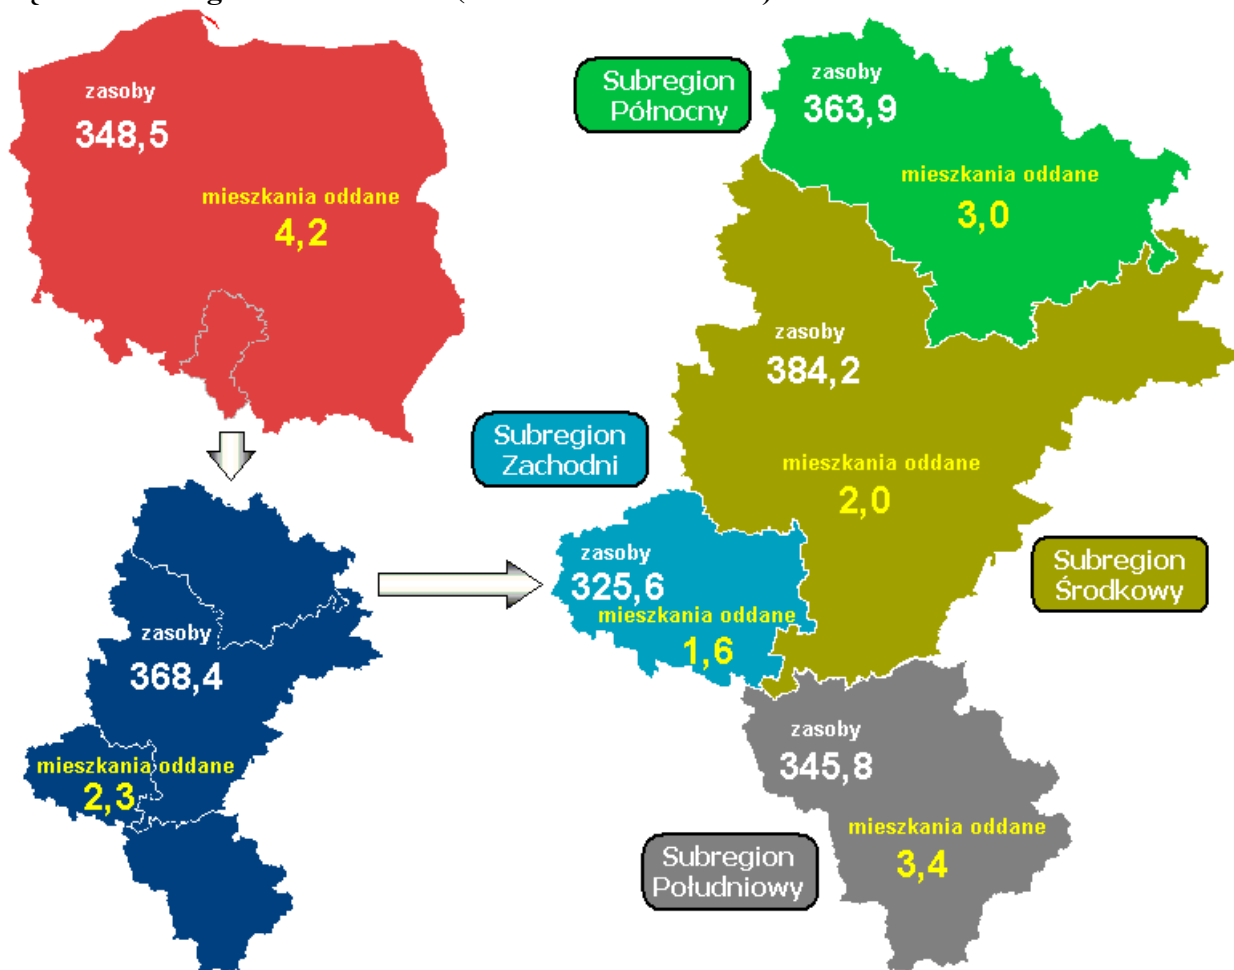 zasoby
348,5
mieszkania oddane
4,2
Subregion
Północny
zasoby
363,9
mieszkania oddane
3,0
zasoby
384,2
mieszkania oddane
2,0
Subregion
Zachodni
zasoby
325,6
mieszkania oddane
1,6
Subregion
Środkowy
zasoby
368,4
mieszkania oddane
2,3
zasoby
345,8
mieszkania oddane
3,4
Subregion
Południowy